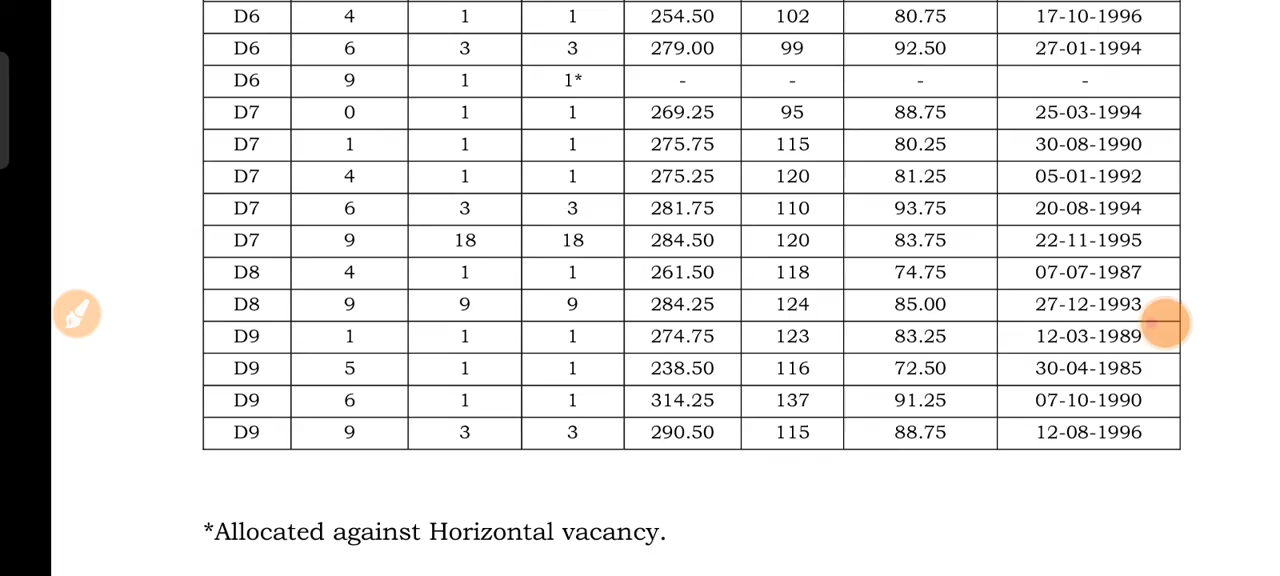 D6 4 1 1 254.50 102 80.75 17-10-1996
D6 6 3 3 279.00 99 92.50 27-01-1994
D6 9 1 1* - - - -
D7 0 1 1 269.25 95 88.75 25-03-1994
D7 1 1 1 275.75 115 80.25 30-08-1990
D7 4 1 1 275.25 120 81.25 05-01-1992
D7 6 3 3 281.75 110 93.75 20-08-1994
D7 9 18 18 284.50 120 83.75 22-11-1995
D8 4 1 1 261.50 118 74.75 07-07-1987
D8 9 9 9 284.25 124 85.00 27-12-1993
D9 1 1 1 274.75 123 83.25 12-03-1989
D9 5 1 1 238.50 116 72.50 30-04-1985
D9 6 1 1 314.25 137 91.25 07-10-1990
D9 9 3 3 290.50 115 88.75 12-08-1996
*Allocated against Horizontal vacancy.